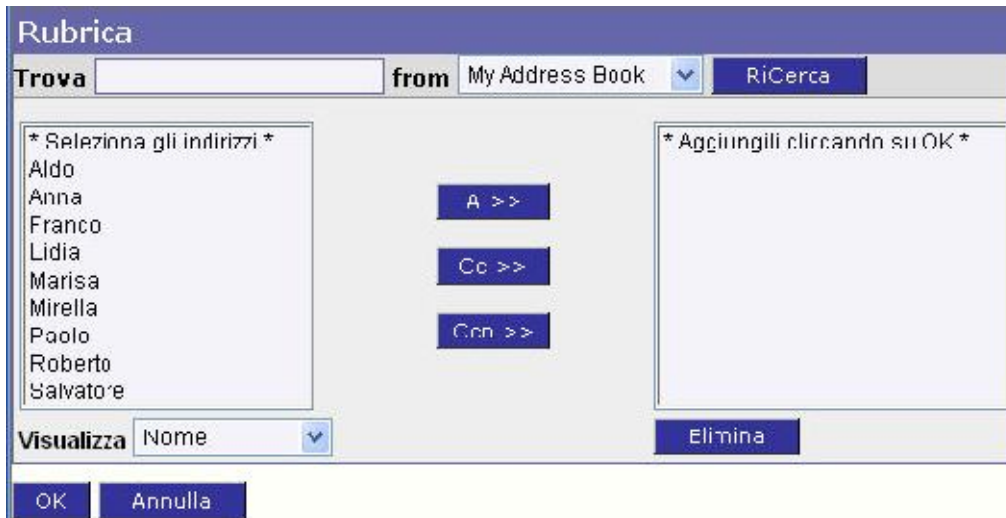 Rubrica
Trova from My Address Book RiCerca
* Seleziona gli indirizzi *
Aldo
Anna
Franco
Lidia
Marisa
Mirella
Paolo
Roberto
Salvatore
A >>
Cc >>
Ccn >>
* Aggiungili cliccando su OK *
Visualizza Nome
Elimina
OK Annulla